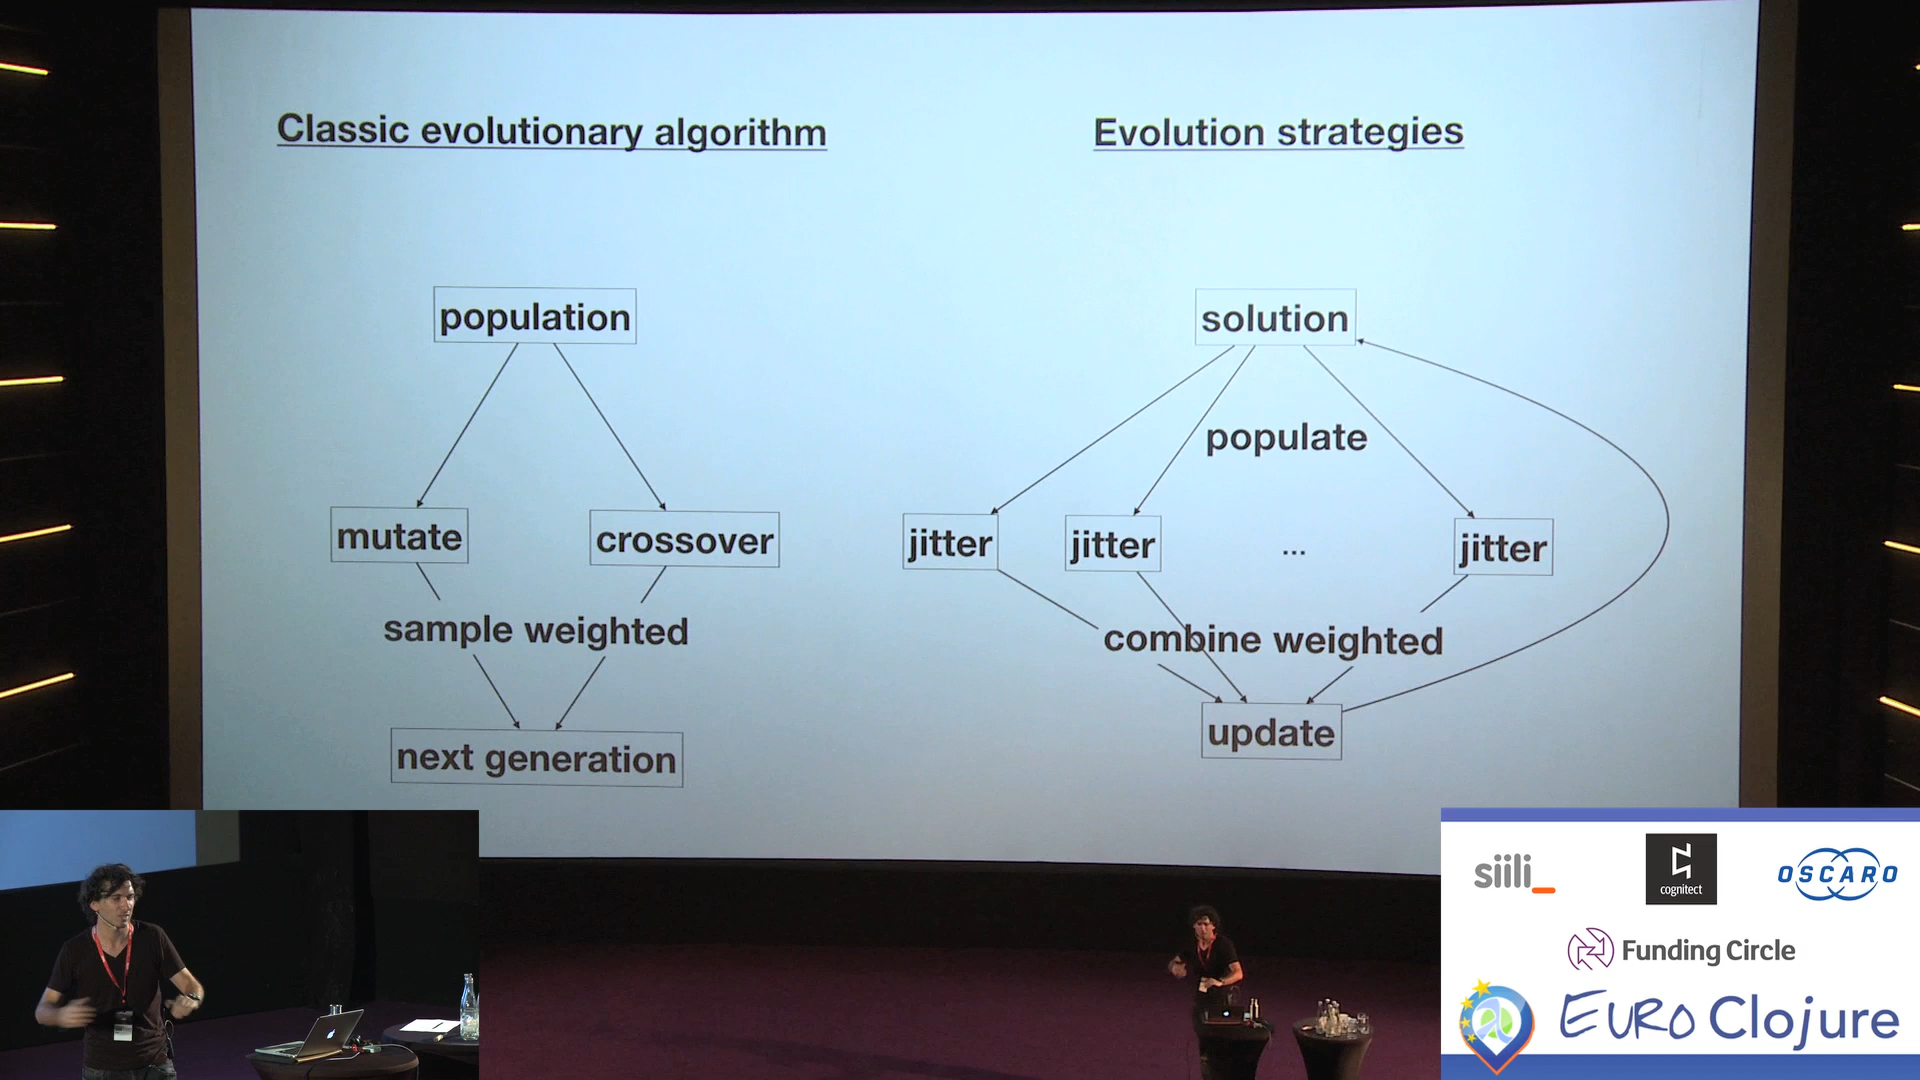 Classic evolutionary algorithm
population
mutate
crossover
sample weighted
next generation
Evolution strategies
solution
populate
jitter
jitter
...
jitter
combine weighted
update
siili_
cognitect
OSCARO
Funding Circle
EURO Clojure